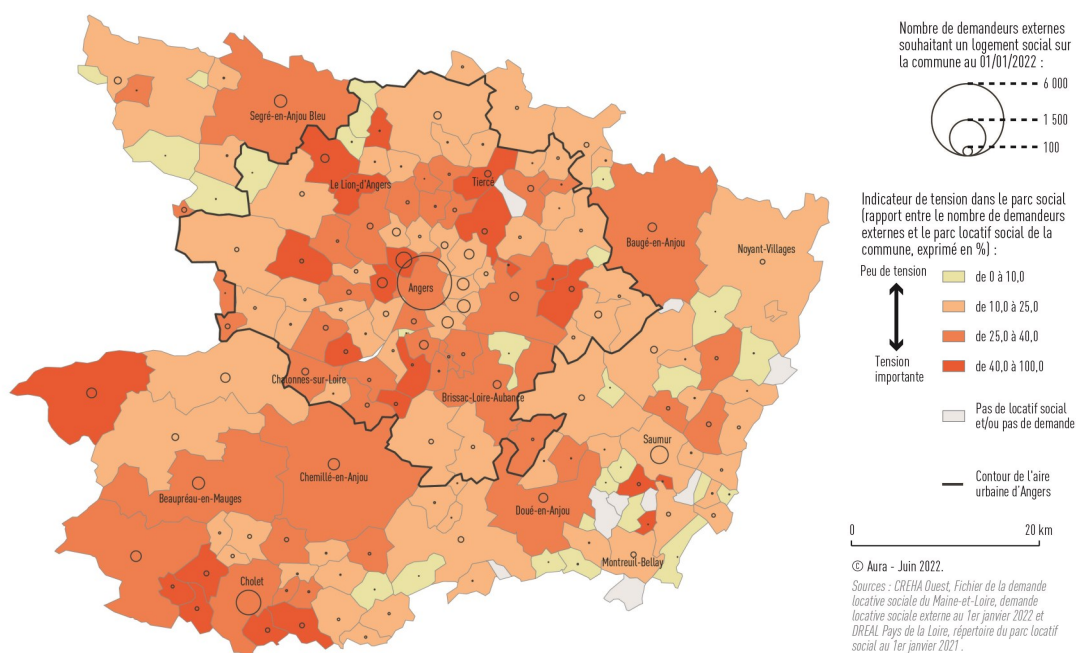 Segré-en-Anjou Bleu
Le Lion-d'Angers
Tiercé
Baugé-en-Anjou
Noyant-Villages
Angers
Chalonnes-sur-Loire
Brissac-Loire-Aubance
Saumur
Chemillé-en-Anjou
Beaupréau-en-Mauges
Doué-en-Anjou
Montreuil-Bellay
Cholet
Nombre de demandeurs externes
souhaitant un logement social sur
la commune au 01/01/2022 :
6 000
1 500
100
Indicateur de tension dans le parc social
(rapport entre le nombre de demandeurs
externes et le parc locatif social de la
commune, exprimé en %) :
Peu de tension
Tension
importante
de 0 à 10,0
de 10,0 à 25,0
de 25,0 à 40,0
de 40,0 à 100,0
Pas de locatif social
et/ou pas de demande
Contour de l'aire
urbaine d'Angers
0 20 km
© Aura - Juin 2022.
Sources : CREHA Ouest, Fichier de la demande
locative sociale du Maine-et-Loire, demande
locative sociale externe au 1er janvier 2022 et
DREAL Pays de la Loire, répertoire du parc locatif
social au 1er janvier 2021 .